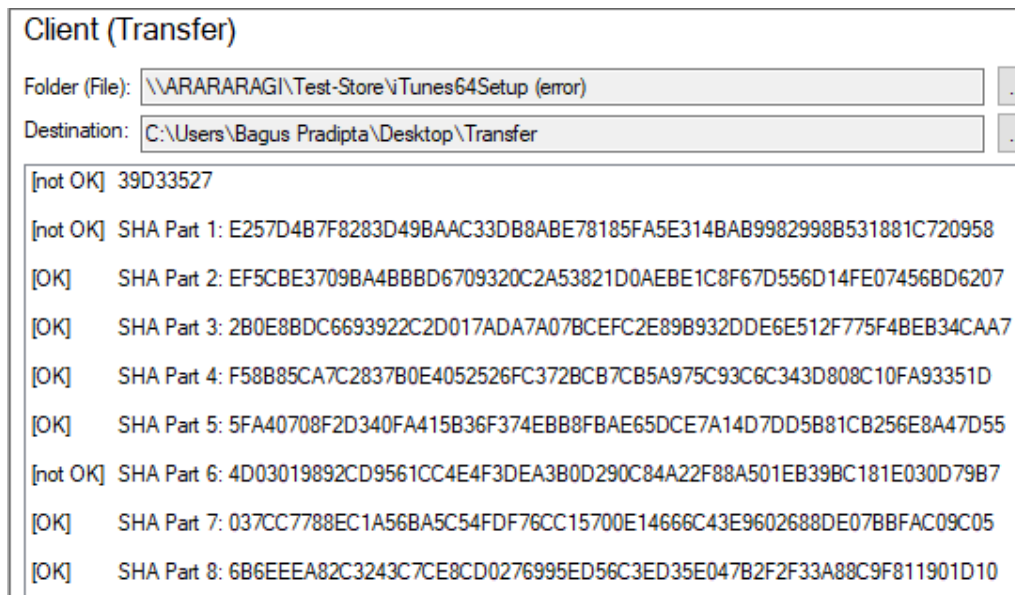 Client (Transfer)
Folder (File): \\ARARARAGI\Test-Store\iTunes64Setup (error)
Destination: C:\Users\Bagus Pradipta\Desktop\Transfer
[not OK] 39D33527
[not OK] SHA Part 1: E257D4B7F8283D49BAAC33DB8ABE78185FA5E314BAB9982998B531881C720958
[OK] SHA Part 2: EF5CBE3709BA4BBBD6709320C2A53821D0AEBE1C8F67D556D14FE07456BD6207
[OK] SHA Part 3: 2B0E8BDC6693922C2D017ADA7A07BCEFC2E89B932DDE6E512F775F4BEB34CAA7
[OK] SHA Part 4: F58B85CA7C2837B0E4052526FC372BCB7CB5A975C93C6C343D808C10FA93351D
[OK] SHA Part 5: 5FA40708F2D340FA415B36F374EBB8FBAE65DCE7A14D7DD5B81CB256E8A47D55
[not OK] SHA Part 6: 4D03019892CD9561CC4E4F3DEA3B0D290C84A22F88A501EB39BC181E030D79B7
[OK] SHA Part 7: 037CC7788EC1A56BA5C54FDF76CC15700E14666C43E9602688DE07BBFAC09C05
[OK] SHA Part 8: 6B6EEEA82C3243C7CE8CD0276995ED56C3ED35E047B2F2F33A88C9F811901D10